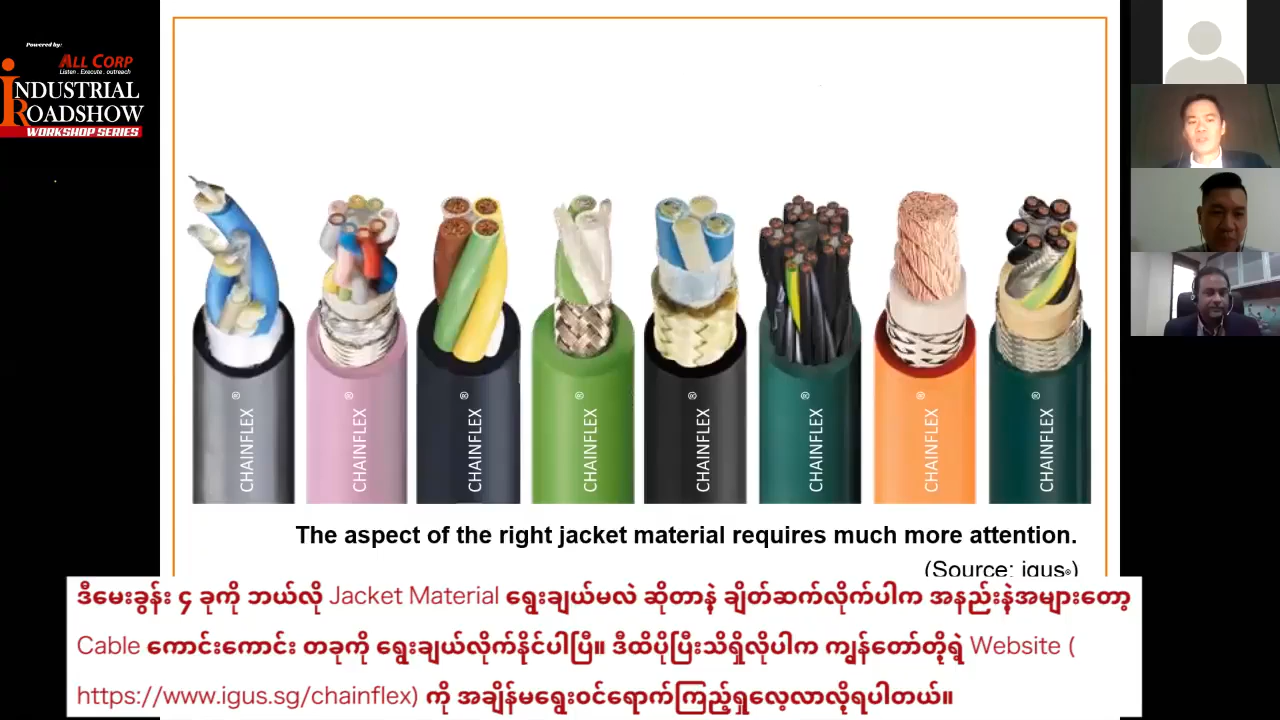 Powered by:
ALL CORP
Listen . Execute . outreach
INDUSTRIAL
ROADSHOW
WORKSHOP SERIES
CHAINFLEX ®
CHAINFLEX ®
CHAINFLEX ®
CHAINFLEX ®
CHAINFLEX ®
CHAINFLEX ®
CHAINFLEX ®
CHAINFLEX ®
The aspect of the right jacket material requires much more attention.
(Source: igus®)
ဒီမေးခွန်း ၄ ခုကို ဘယ်လို Jacket Material ရွေးချယ်မလဲ ဆိုတာနဲ့ ချိတ်ဆက်လိုက်ပါက အနည်းနဲ့အများတော့
Cable ကောင်းကောင်း တခုကို ရွေးချယ်လိုက်နိုင်ပါပြီ။ ဒီထိပိုပြီးသိရှိလိုပါက ကျွန်တော်တို့ရဲ့ Website (
https://www.igus.sg/chainflex) ကို အချိန်မရွေးဝင်ရောက်ကြည့်ရှုလေ့လာလို့ရပါတယ်။